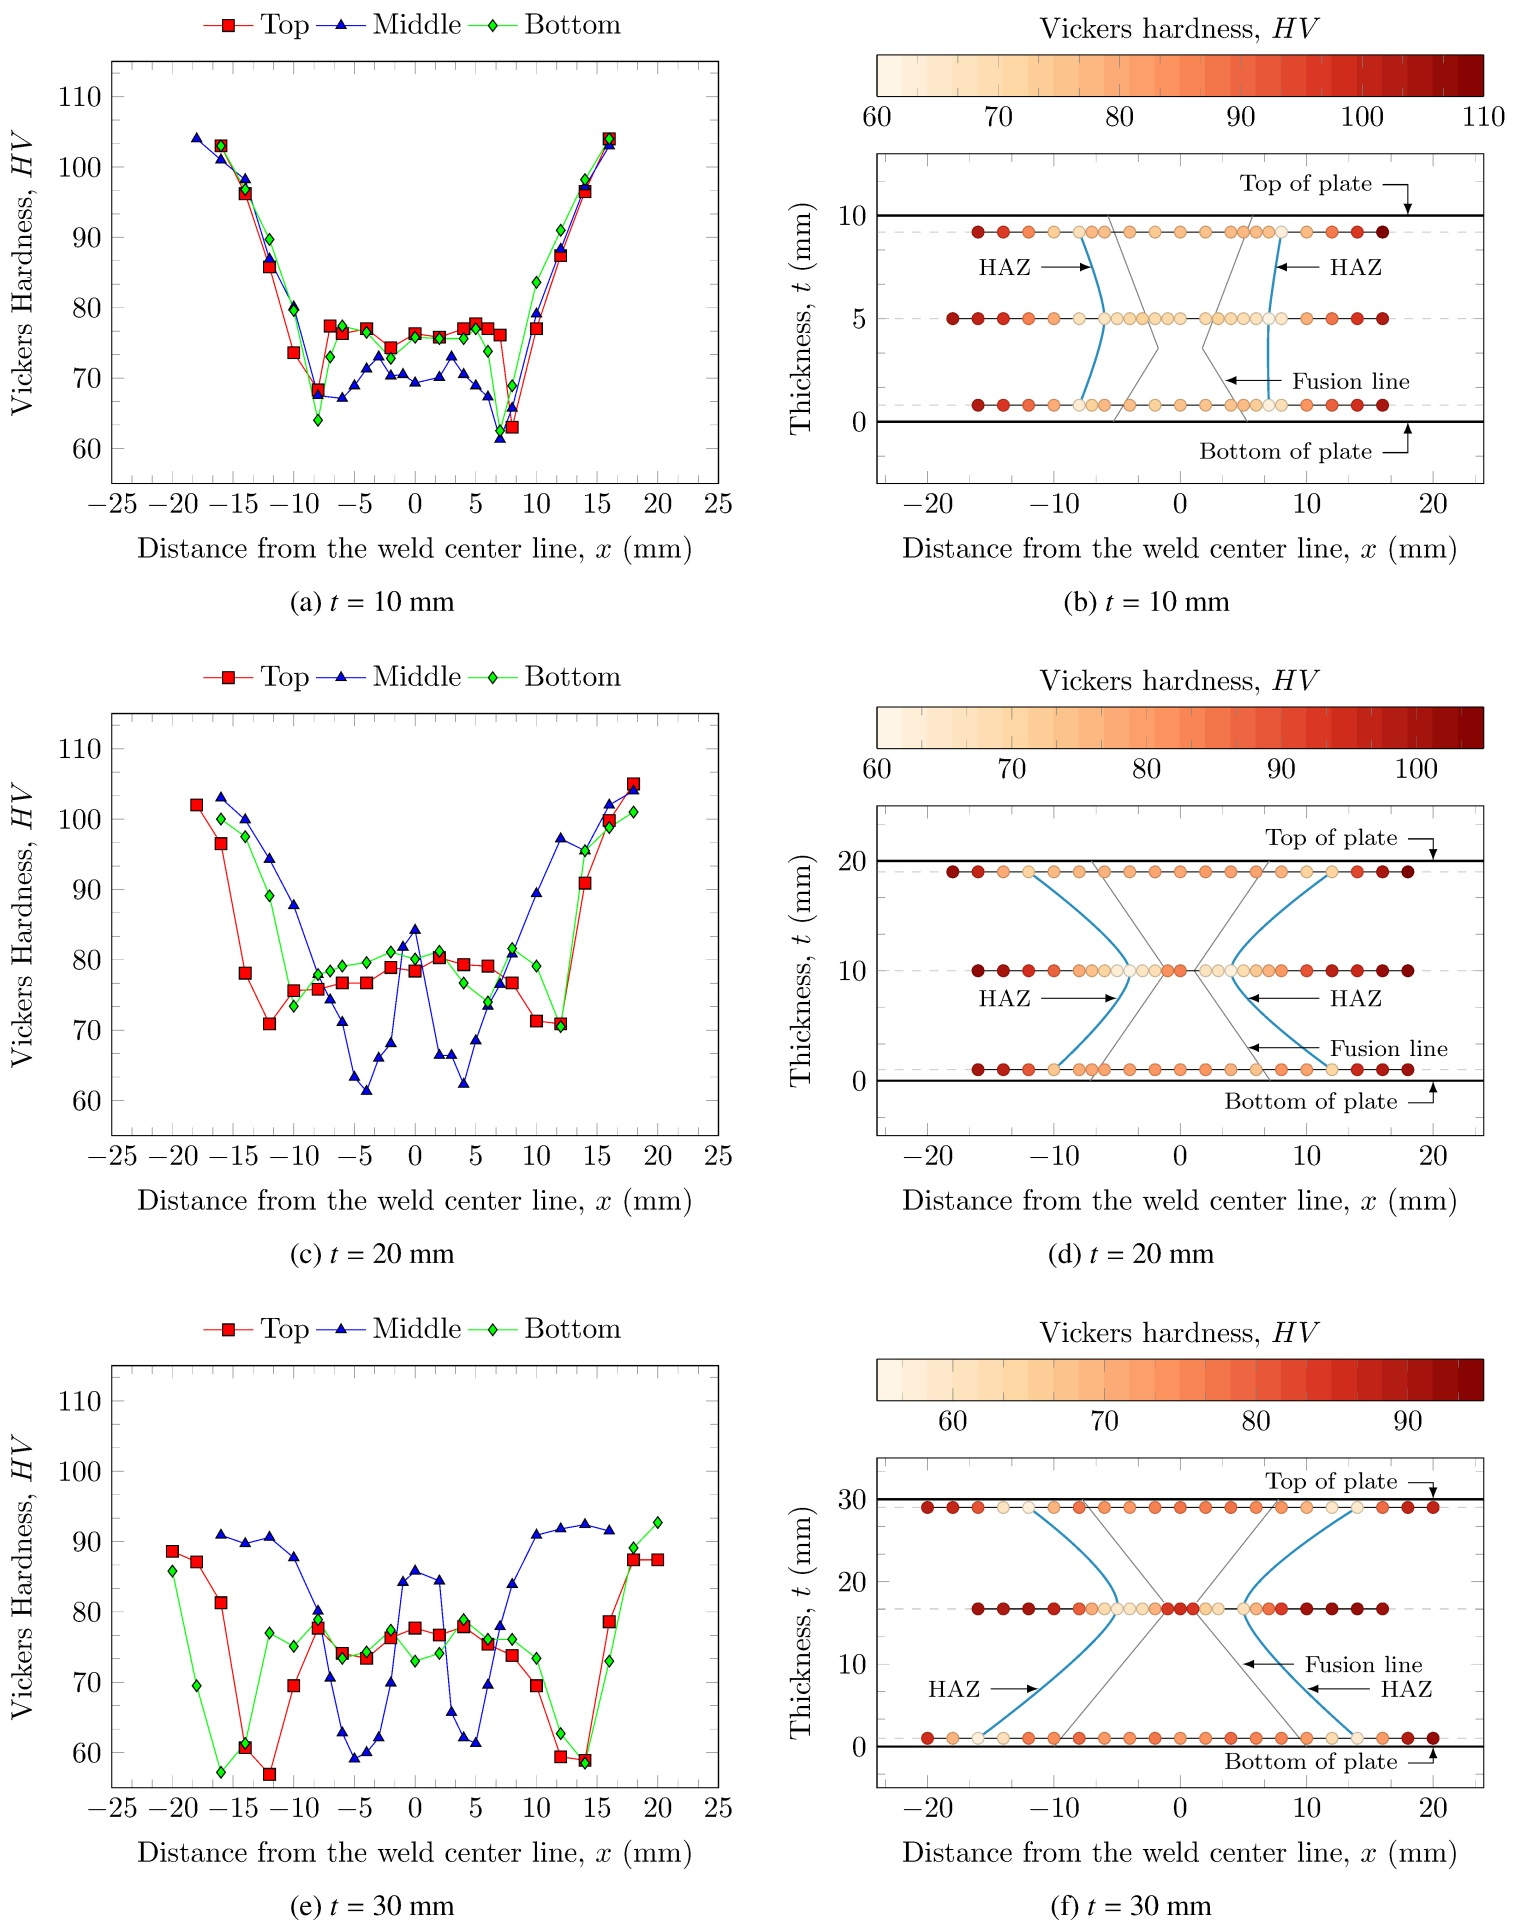 Top Middle Bottom
110
100
90
80
70
60
Vickers Hardness, HV
−25 −20 −15 −10 −5 0 5 10 15 20 25
Distance from the weld center line, x (mm)
(a) t = 10 mm
Vickers hardness, HV
60 70 80 90 100 110
Top of plate
10
HAZ HAZ
5
Fusion line
0
Bottom of plate
Thickness, t (mm)
−20 −10 0 10 20
Distance from the weld center line, x (mm)
(b) t = 10 mm
Top Middle Bottom
110
100
90
80
70
60
Vickers Hardness, HV
−25 −20 −15 −10 −5 0 5 10 15 20 25
Distance from the weld center line, x (mm)
(c) t = 20 mm
Vickers hardness, HV
60 70 80 90 100
Top of plate
20
10
HAZ HAZ
Fusion line
0
Bottom of plate
Thickness, t (mm)
−20 −10 0 10 20
Distance from the weld center line, x (mm)
(d) t = 20 mm
Top Middle Bottom
110
100
90
80
70
60
Vickers Hardness, HV
−25 −20 −15 −10 −5 0 5 10 15 20 25
Distance from the weld center line, x (mm)
(e) t = 30 mm
Vickers hardness, HV
60 70 80 90
Top of plate
30
20
10
Fusion line
HAZ HAZ
0
Bottom of plate
Thickness, t (mm)
−20 −10 0 10 20
Distance from the weld center line, x (mm)
(f) t = 30 mm